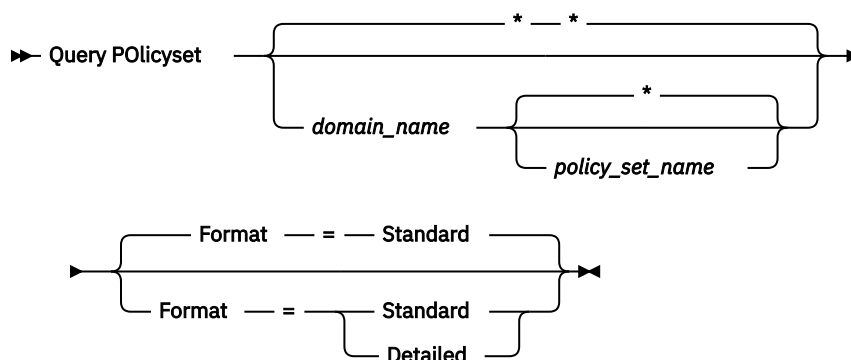 * *
Query POlicyset
*
domain_name
policy_set_name
Format = Standard
Format = Standard
Detailed